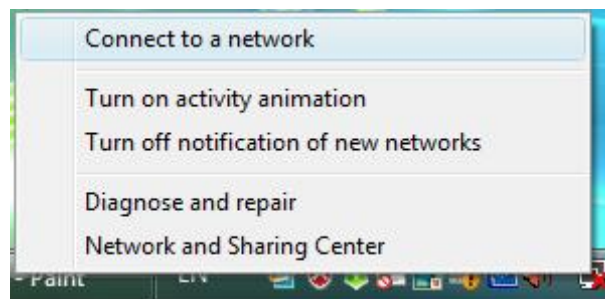 Connect to a network
Turn on activity animation
Turn off notification of new networks
Diagnose and repair
Network and Sharing Center
- Paint EN